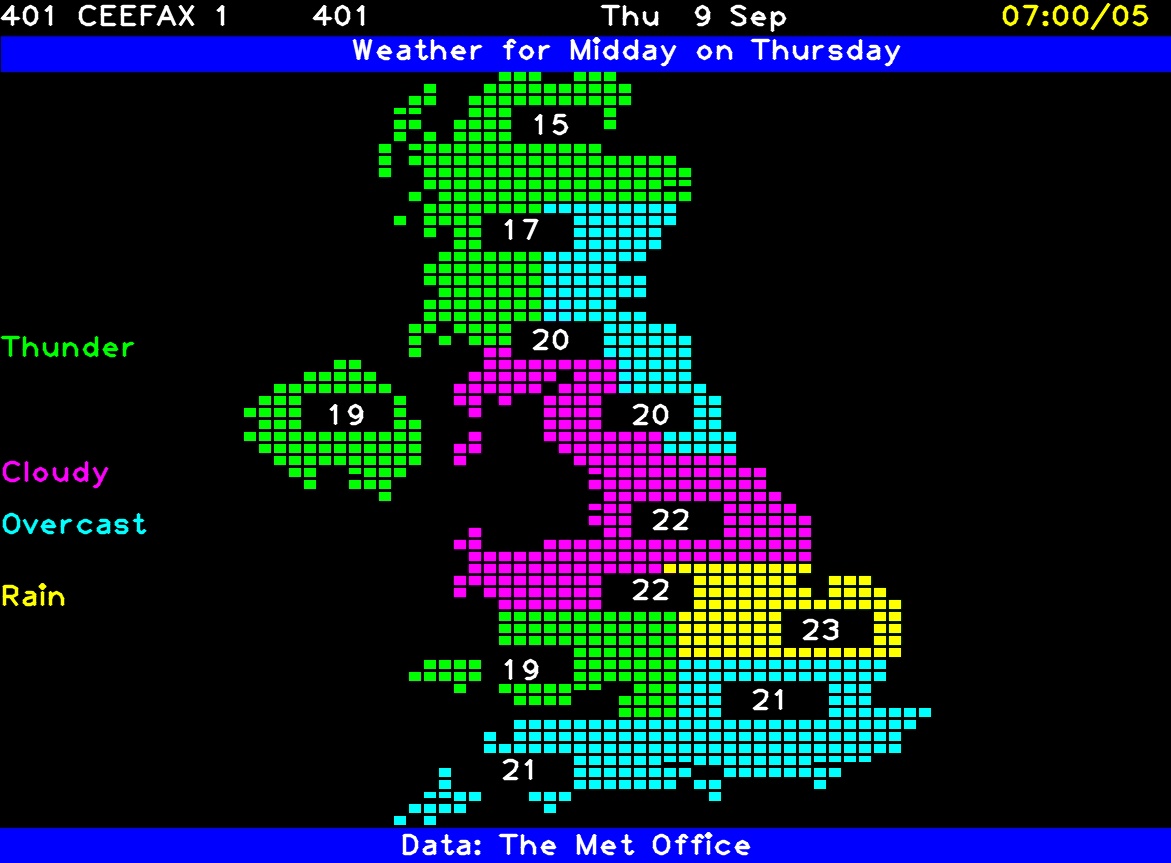 401 CEEFAX 1 401 Thu 9 Sep 07:00/05
Weather for Midday on Thursday
15
17
20
Thunder
19 20
Cloudy
22
Overcast
22
Rain
23
19
21
21
Data: The Met Office